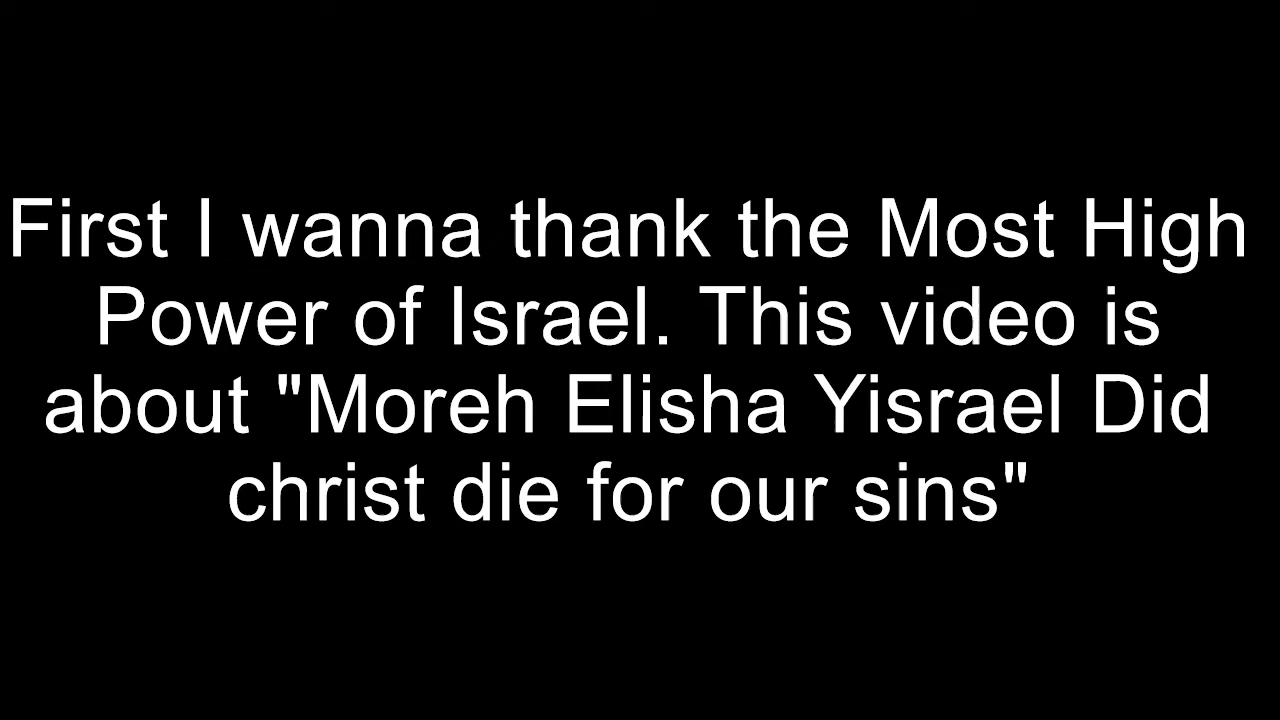 First I wanna thank the Most High
Power of Israel. This video is
about "Moreh Elisha Yisrael Did
christ die for our sins"